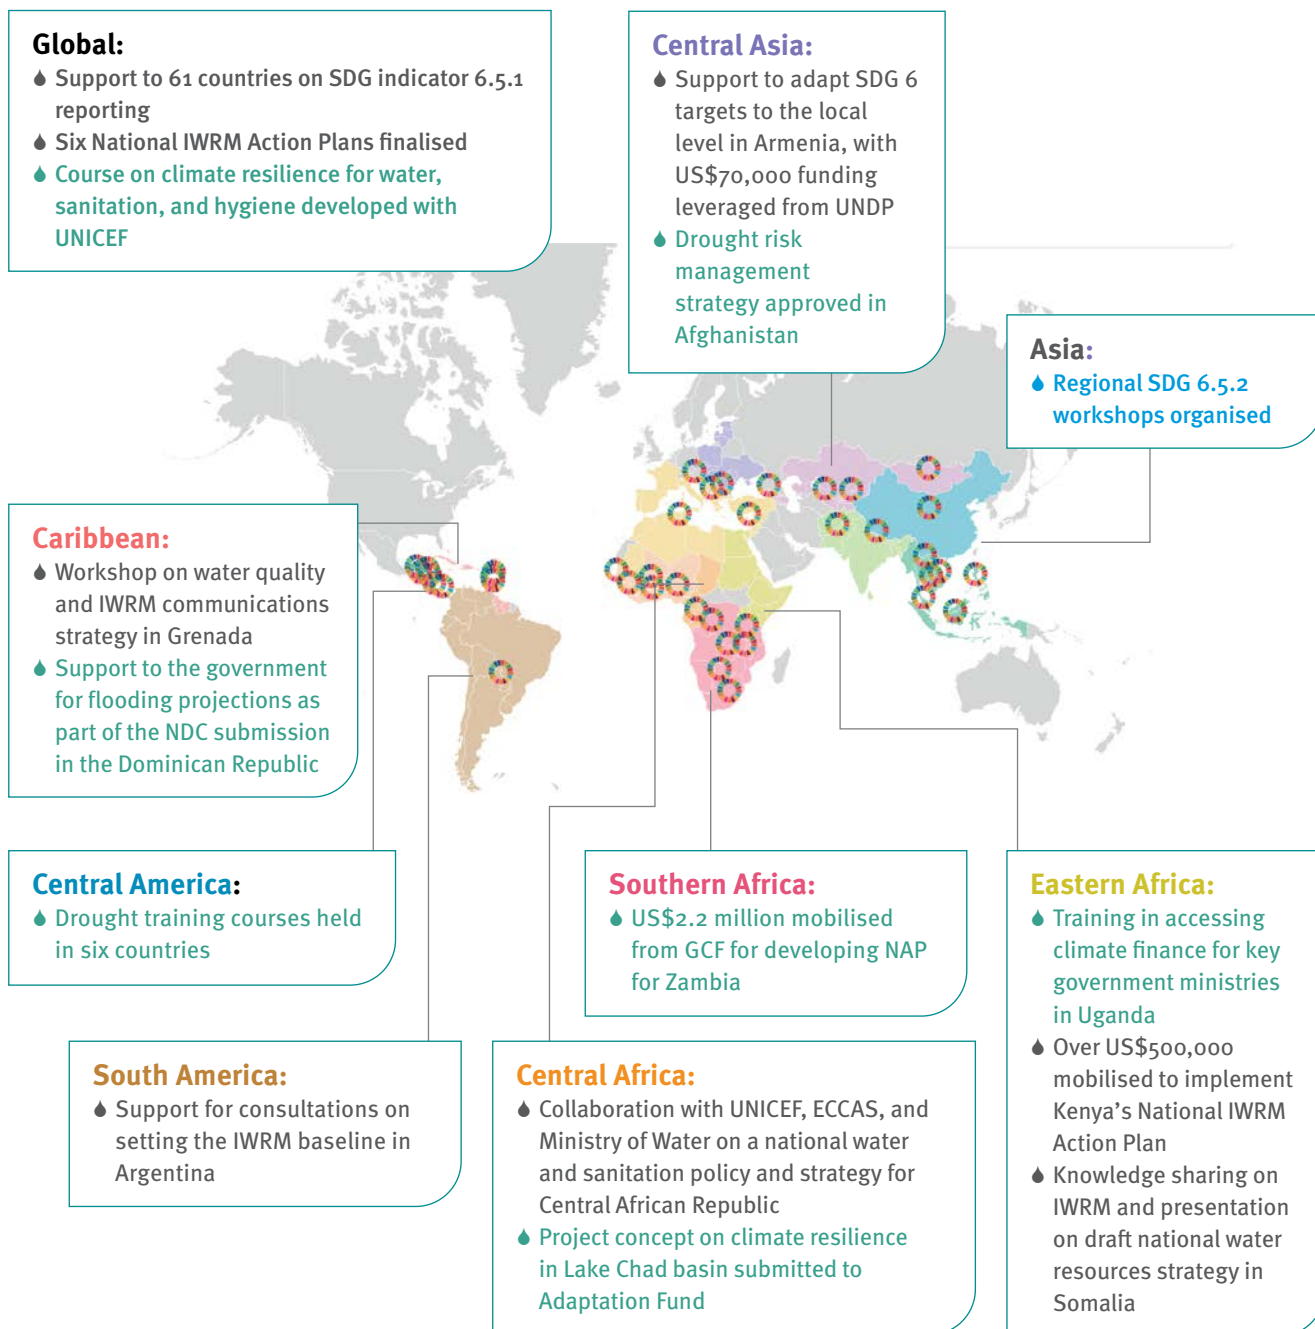 Global:
Support to 61 countries on SDG indicator 6.5.1
reporting
Six National IWRM Action Plans finalised
Course on climate resilience for water,
sanitation, and hygiene developed with
UNICEF
Central Asia:
Support to adapt SDG 6
targets to the local
level in Armenia, with
US$70,000 funding
leveraged from UNDP
Drought risk
management
strategy approved in
Afghanistan
Asia:
Regional SDG 6.5.2
workshops organised
Caribbean:
Workshop on water quality
and IWRM communications
strategy in Grenada
Support to the government
for flooding projections as
part of the NDC submission
in the Dominican Republic
Central America:
Drought training courses held
in six countries
Southern Africa:
US$2.2 million mobilised
from GCF for developing NAP
for Zambia
Eastern Africa:
Training in accessing
climate finance for key
government ministries
in Uganda
Over US$500,000
mobilised to implement
Kenya's National IWRM
Action Plan
Knowledge sharing on
IWRM and presentation
on draft national water
resources strategy in
Somalia
South America:
Support for consultations on
setting the IWRM baseline in
Argentina
Central Africa:
Collaboration with UNICEF, ECCAS, and
Ministry of Water on a national water
and sanitation policy and strategy for
Central African Republic
Project concept on climate resilience
in Lake Chad basin submitted to
Adaptation Fund